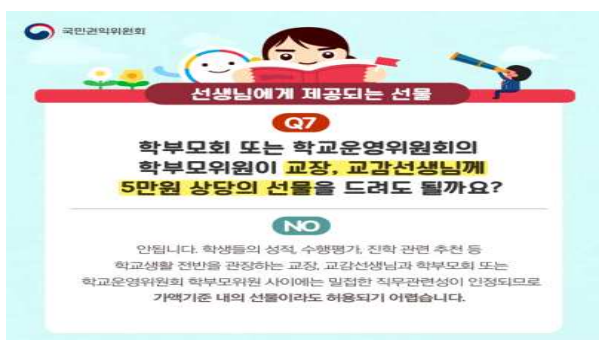 국민권익위원회
선생님에게 제공되는 선물
Q7
학부모회 또는 학교운영위원회의
학부모위원이 교장, 교감선생님께
5만원 상당의 선물을 드려도 될까요?
NO
안됩니다. 학생들의 성적, 수행평가, 진학 관련 추천 등
학교생활 전반을 관장하는 교장, 교감선생님과 학부모회 또는
학교운영위원회 학부모위원 사이에는 밀접한 직무관련성이 인정되므로
가액기준 내의 선물이라도 허용되기 어렵습니다.